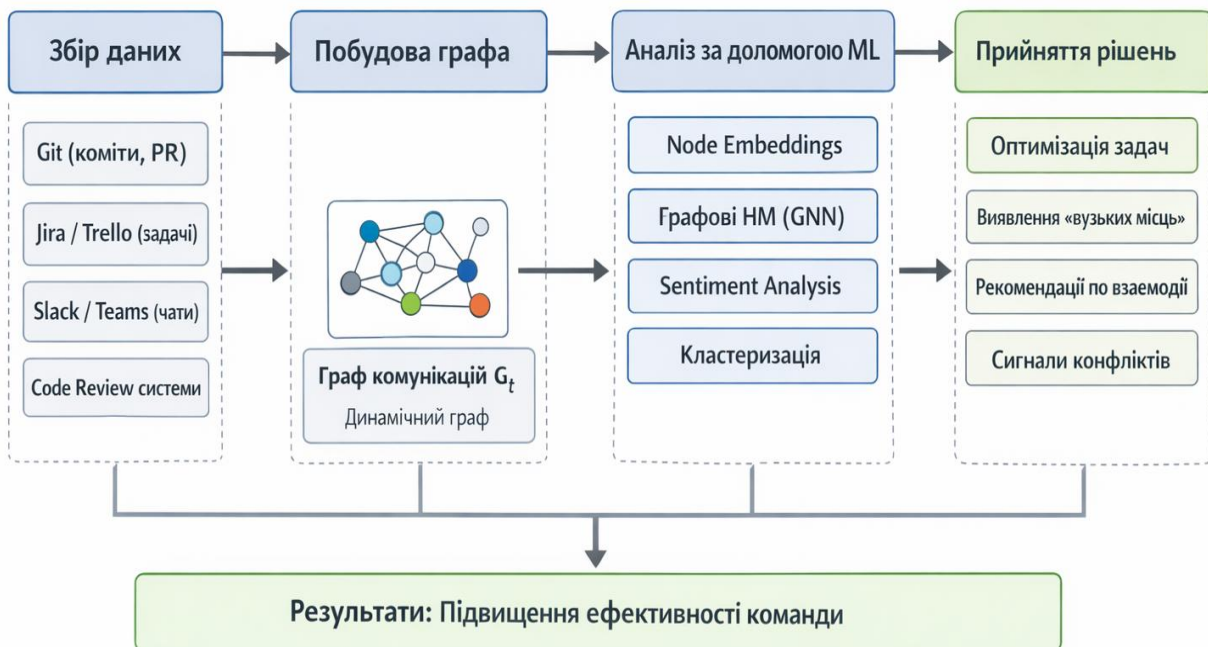 Збір даних
Побудова графа
Аналіз за доломогою ML
Прийняття рішень
Git (коміти, PR)
Jira / Trello (задачі)
Slack / Teams (чати)
Code Review системи
Граф комунікацій Gt
Динамічний граф
Node Embeddings
Ґрафові НМ (GNN)
Sentiment Analysis
Кластеризація
Оптимізація задач
Виявлення «вузьких місць»
Рекомендації по взаемодії
Сигнали конфліктів
Результати: Підвищення ефективності команди